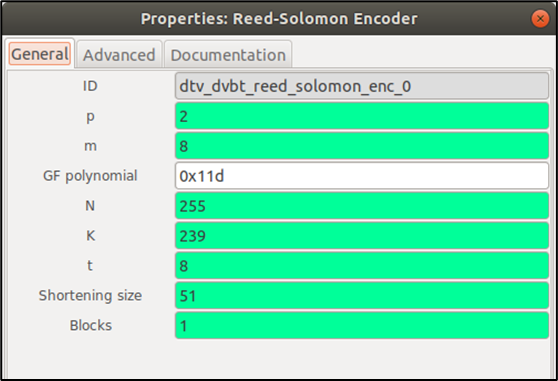 Properties: Reed-Solomon Encoder
General Advanced Documentation
ID dtv_dvbt_reed_solomon_enc_0
p 2
m 8
GF polynomial 0x11d
N 255
K 239
t 8
Shortening size 51
Blocks 1